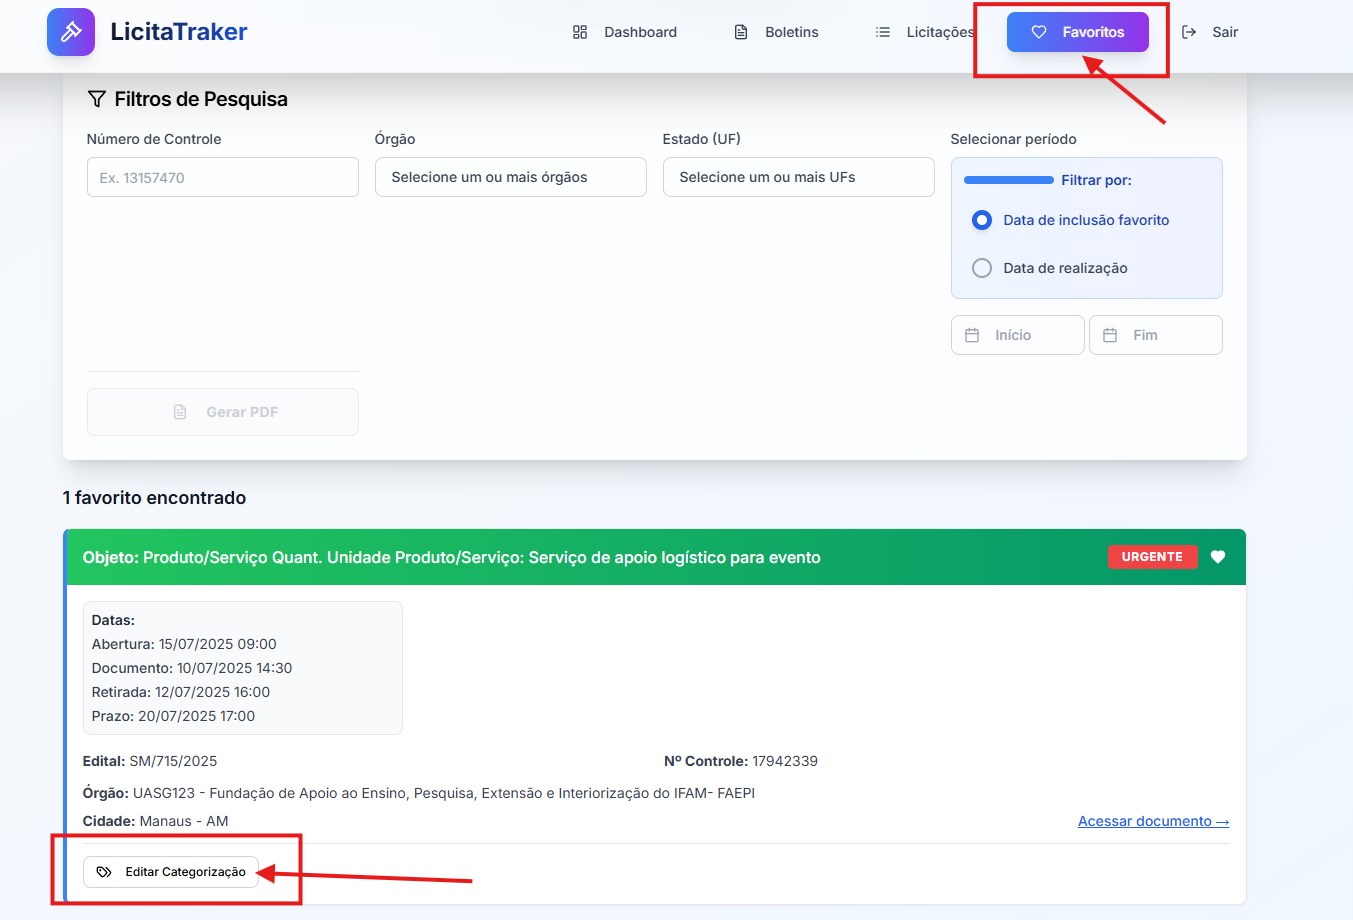 LicitaTraker
Dashboard
Boletins
Licitações
Favoritos
Sair
Filtros de Pesquisa
Número de Controle
Órgão
Estado (UF)
Selecionar período
Ex. 13157470
Selecione um ou mais órgãos
Selecione um ou mais UFs
Filtrar por:
Data de inclusão favorito
Data de realização
Início
Fim
Gerar PDF
1 favorito encontrado
Objeto: Produto/Serviço Quant. Unidade Produto/Serviço: Serviço de apoio logístico para evento
URGENTE
Datas:
Abertura: 15/07/2025 09:00
Documento: 10/07/2025 14:30
Retirada: 12/07/2025 16:00
Prazo: 20/07/2025 17:00
Edital: SM/715/2025
Nº Controle: 17942339
Órgão: UASG123 - Fundação de Apoio ao Ensino, Pesquisa, Extensão e Interiorização do IFAM- FAEPI
Cidade: Manaus - AM
Acessar documento →
Editar Categorização